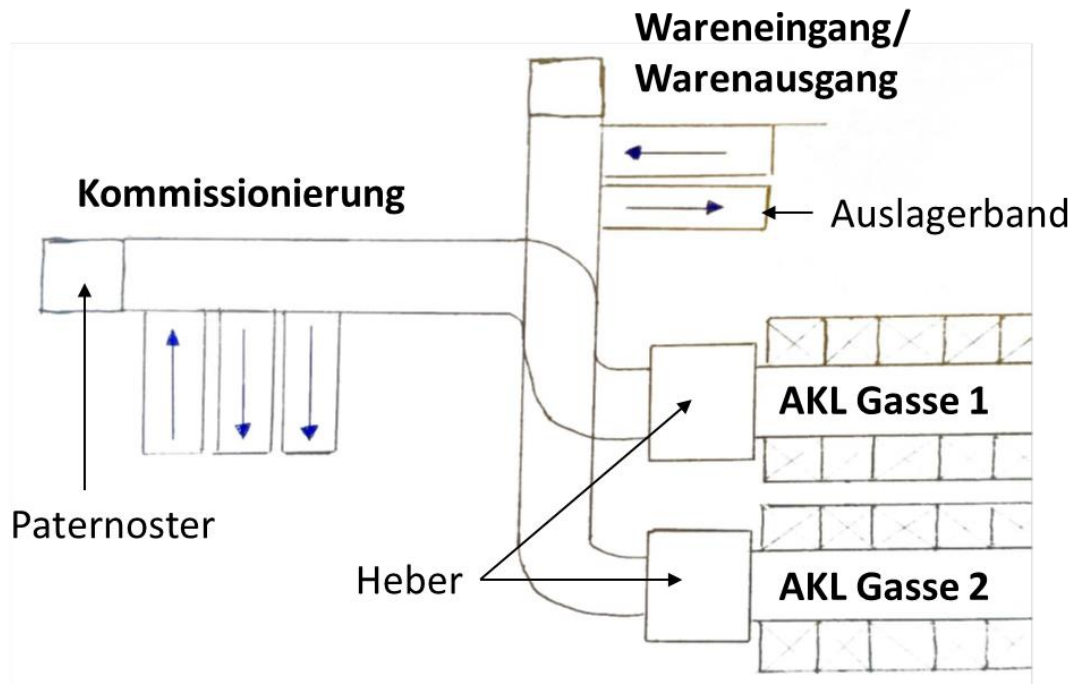 Wareneingang/
Warenausgang
Kommissionierung
Auslagerband
AKL Gasse 1
Paternoster
Heber
AKL Gasse 2